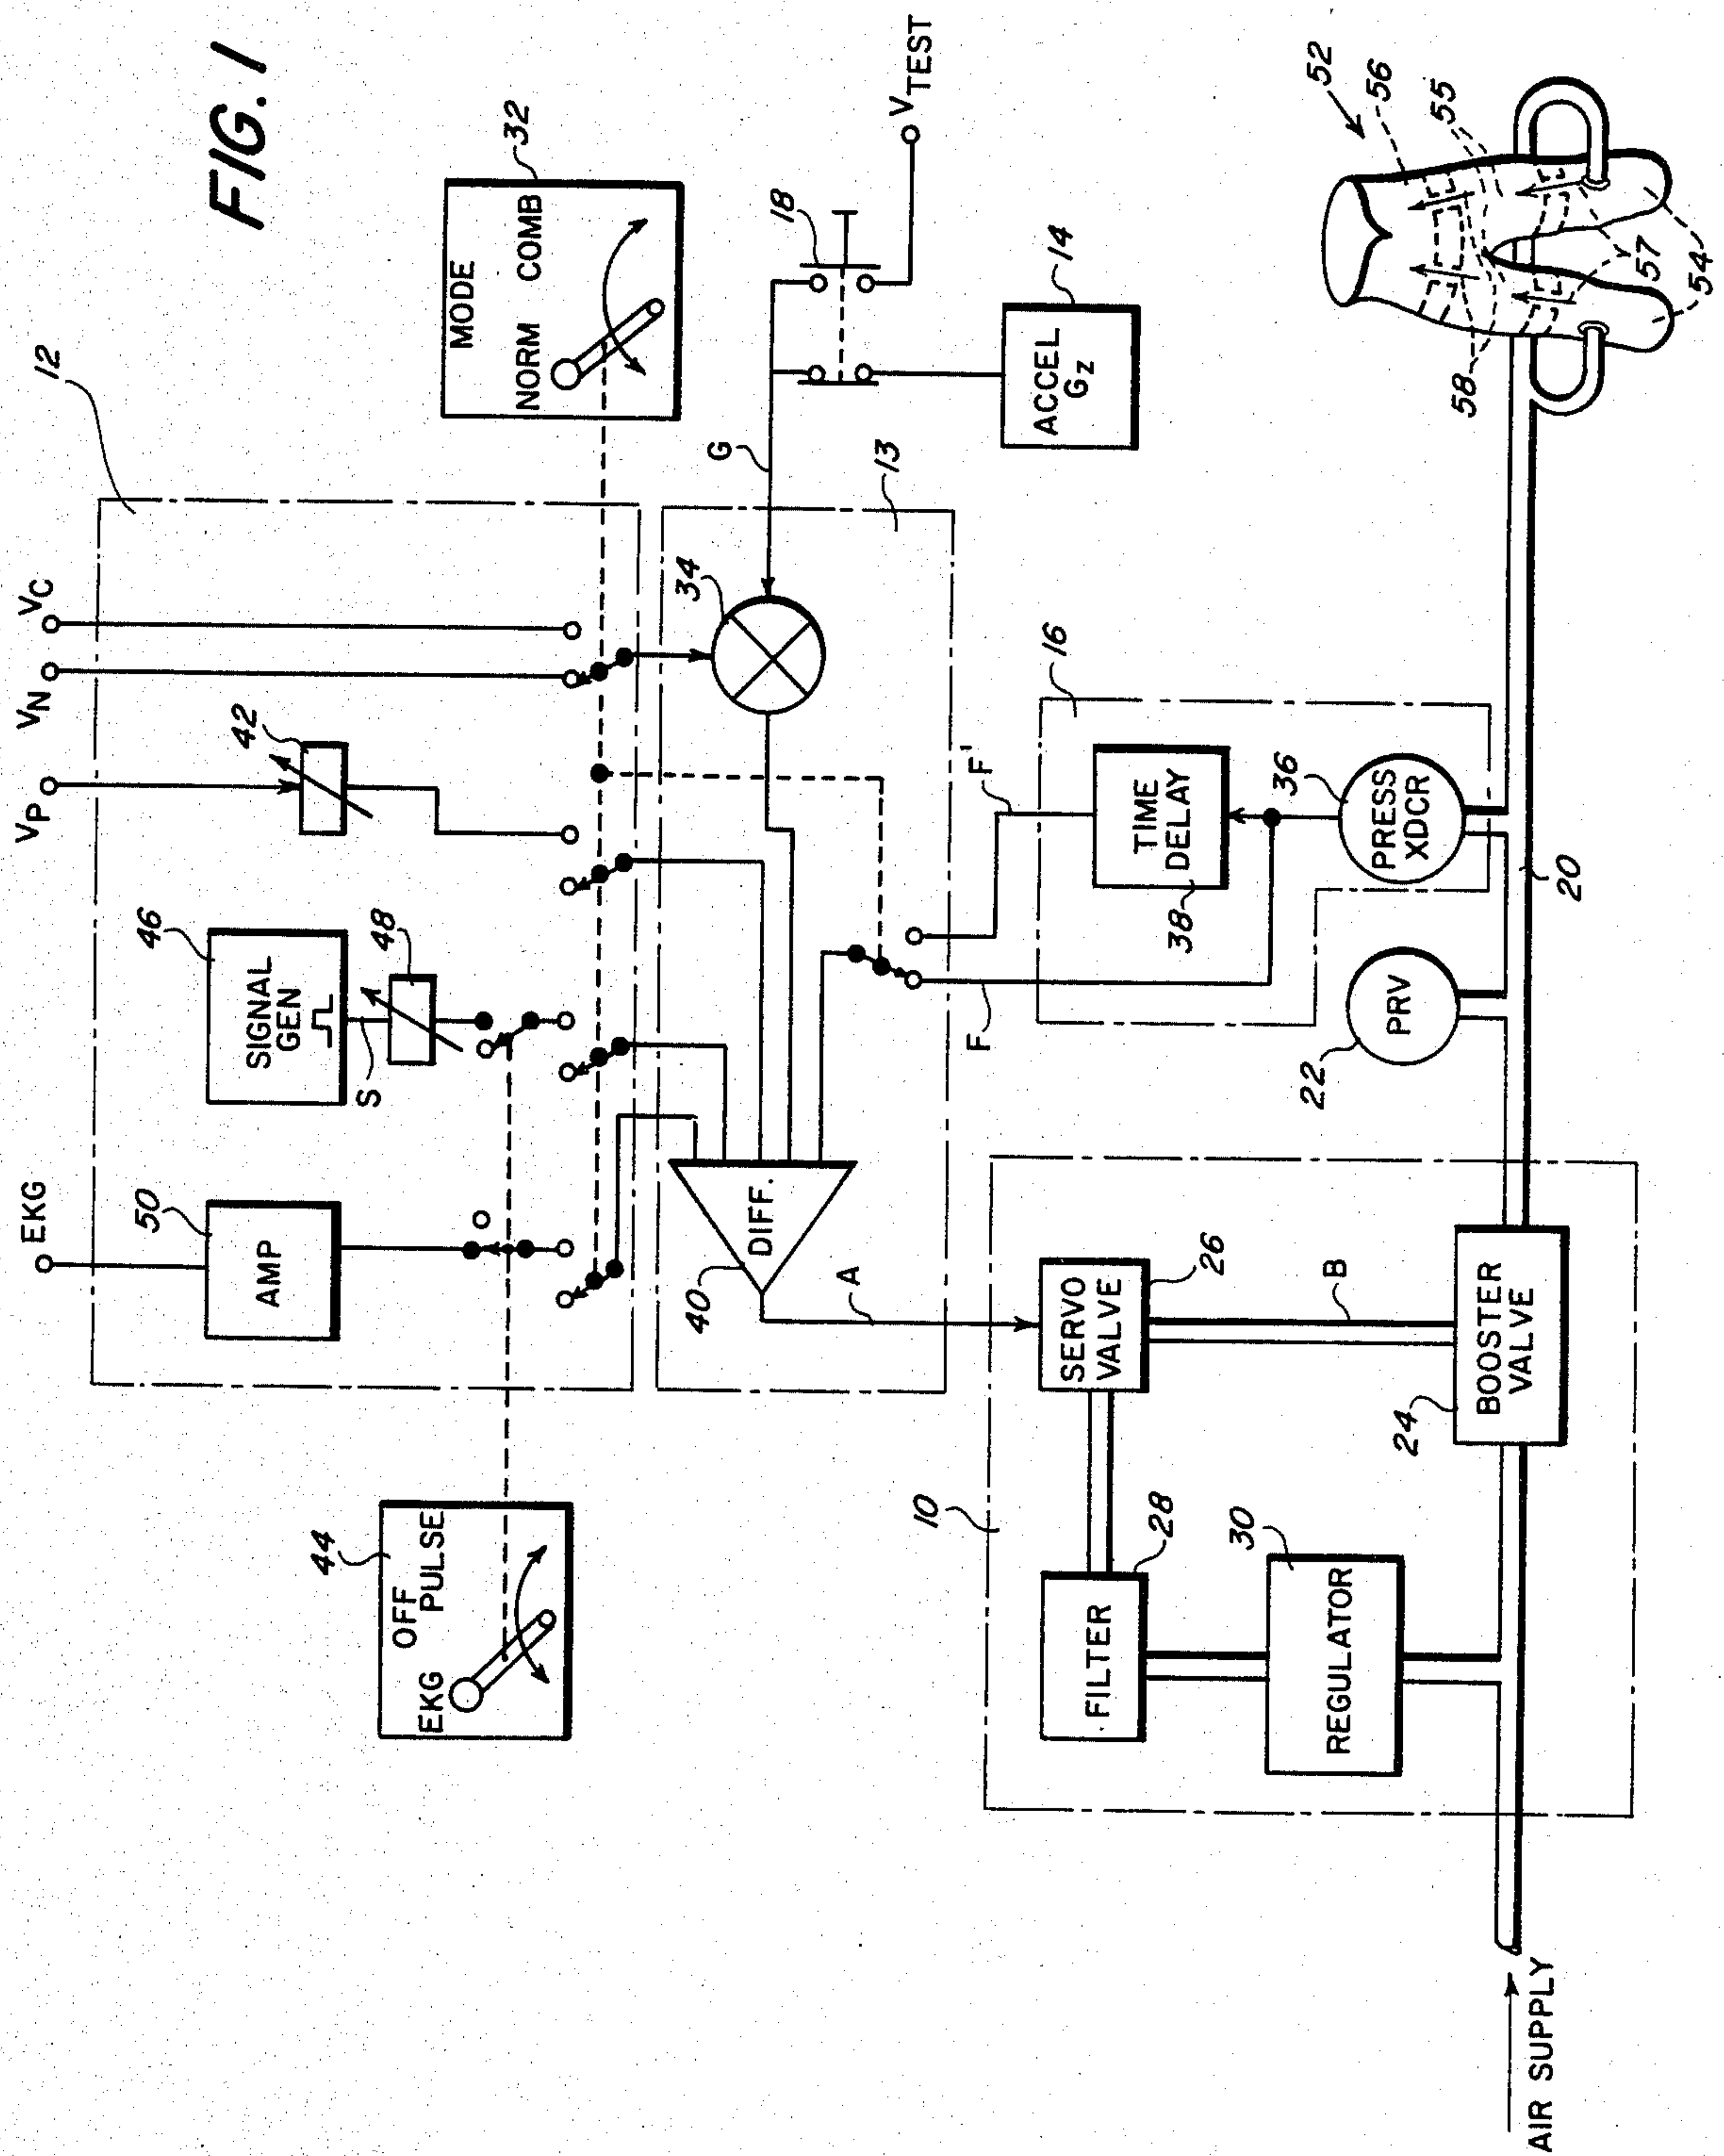 FIG. 1
EKG
VP
VN
VC
12
50
AMP
46
SIGNAL
GEN
S
48
42
44
OFF
EKG PULSE
32
MODE
NORM COMB
40
DIFF.
A
34
G
13
18
VTEST
14
ACCEL
GZ
F
F'
16
TIME
DELAY
38
36
PRESS
XDCR
22
PRV
20
10
SERVO
VALVE
26
B
FILTER
28
30
REGULATOR
24
BOOSTER
VALVE
AIR SUPPLY
52
56
55
58
57
54